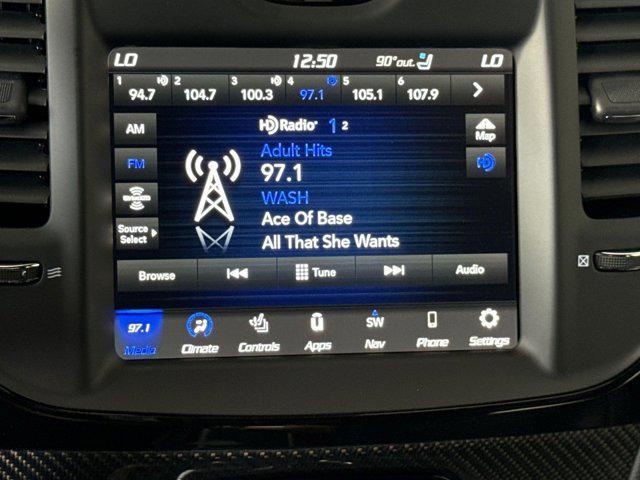 LO 12:50 90°out. LO
1 2 3 4 5 6
94.7 104.7 100.3 97.1 105.1 107.9
AM
FM
Source
Select
HD Radio 1 2
Adult Hits
97.1
WASH
Ace Of Base
All That She Wants
Map
HD
Browse Tune Audio
97.1
Media Climate Controls Apps SW Nav Phone Settings